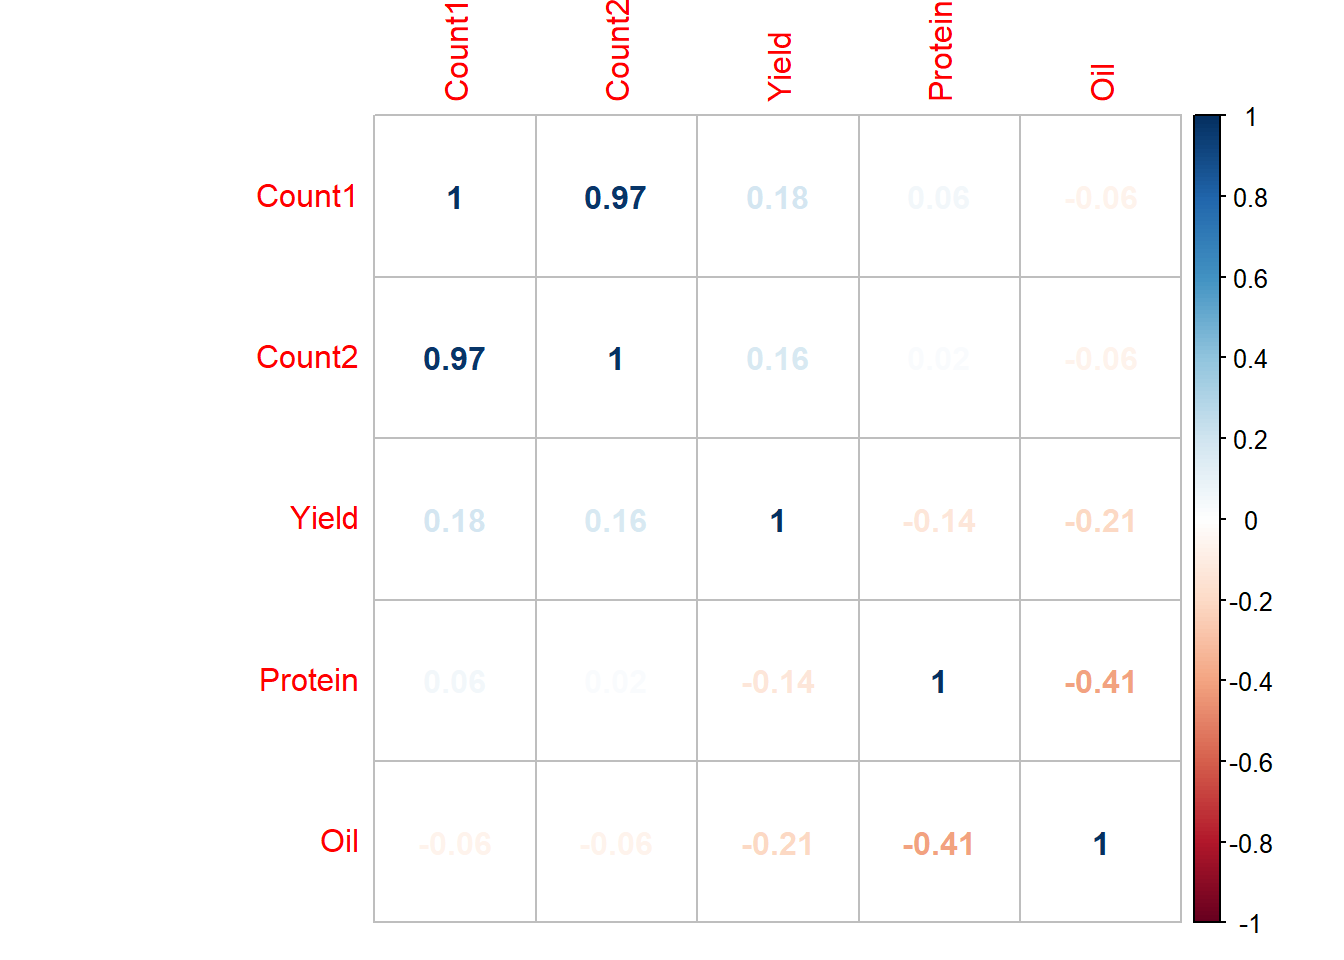 Count1 Count2 Yield Protein Oil
Count1 1 0.97 0.18 0.06 -0.06
Count2 0.97 1 0.16 0.02 -0.06
Yield 0.18 0.16 1 -0.14 -0.21
Protein 0.06 0.02 -0.14 1 -0.41
Oil -0.06 -0.06 -0.21 -0.41 1
1
0.8
0.6
0.4
0.2
0
-0.2
-0.4
-0.6
-0.8
-1